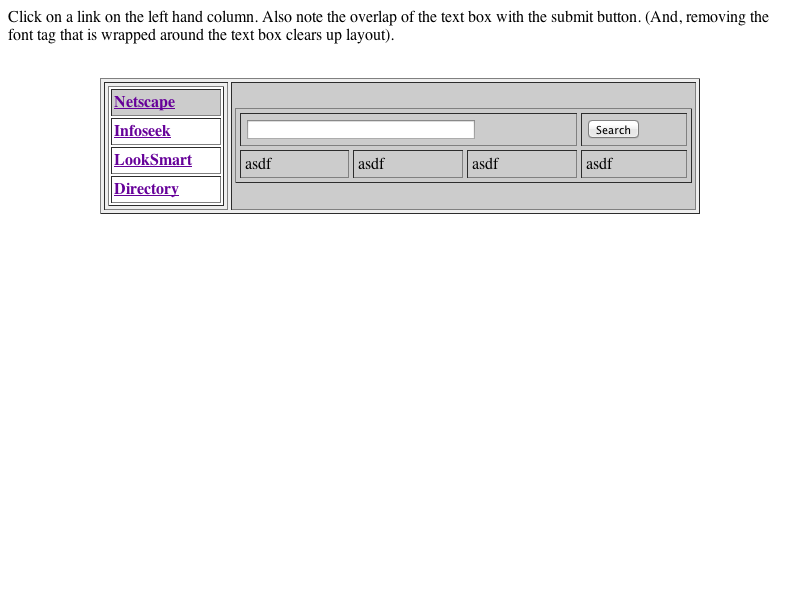 Click on a link on the left hand column. Also note the overlap of the text box with the submit button. (And, removing the
font tag that is wrapped around the text box clears up layout).
Netscape
Infoseek
LookSmart
Directory
Search
asdf asdf asdf asdf